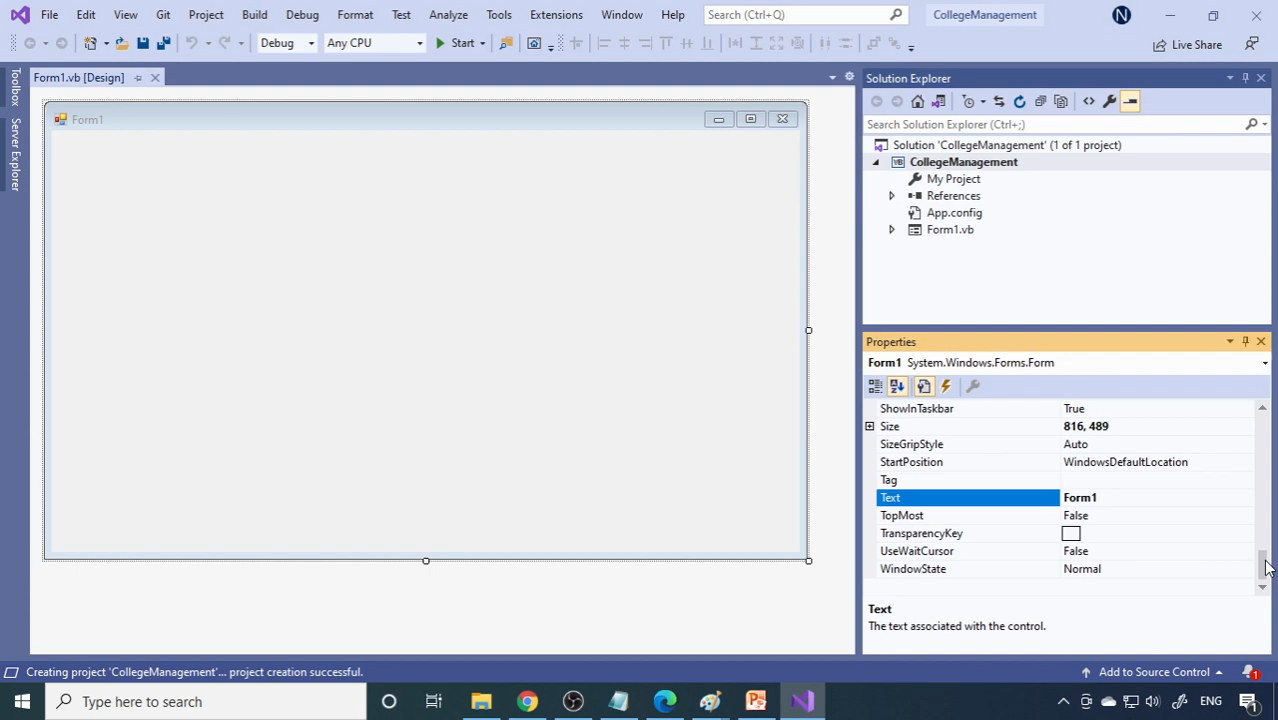 File Edit View Git Project Build Debug Format Test Analyze Tools Extensions Window Help Search (Ctrl+Q) CollegeManagement N
Debug Any CPU Start Live Share
Toolbox
Server Explorer
Form1.vb [Design]
Form1
Solution Explorer
Search Solution Explorer (Ctrl+;)
Solution 'CollegeManagement' (1 of 1 project)
VB CollegeManagement
My Project
References
App.config
Form1.vb
Properties
Form1 System.Windows.Forms.Form
ShowInTaskbar True
Size 816, 489
SizeGripStyle Auto
StartPosition WindowsDefaultLocation
Tag
Text Form1
TopMost False
TransparencyKey
UseWaitCursor False
WindowState Normal
Text
The text associated with the control.
Creating project 'CollegeManagement'... project creation successful. Add to Source Control 1
Type here to search ENG 1